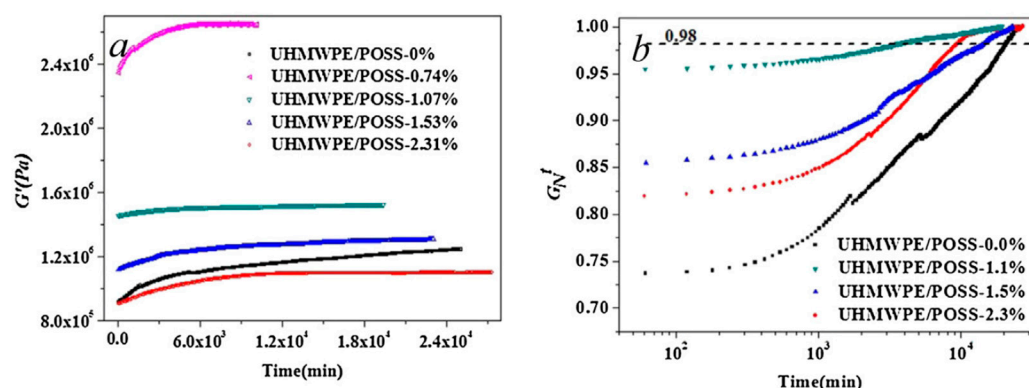 a
UHMWPE/POSS-0%
UHMWPE/POSS-0.74%
UHMWPE/POSS-1.07%
UHMWPE/POSS-1.53%
UHMWPE/POSS-2.31%
G'(Pa)
2.4x10⁶
2.0x10⁶
1.6x10⁶
1.2x10⁶
8.0x10⁵
0.0
6.0x10³
1.2x10⁴
1.8x10⁴
2.4x10⁴
Time(min)
b
0.98
G_N^t
1.00
0.95
0.90
0.85
0.80
0.75
0.70
UHMWPE/POSS-0.0%
UHMWPE/POSS-1.1%
UHMWPE/POSS-1.5%
UHMWPE/POSS-2.3%
10²
10³
10⁴
Time(min)